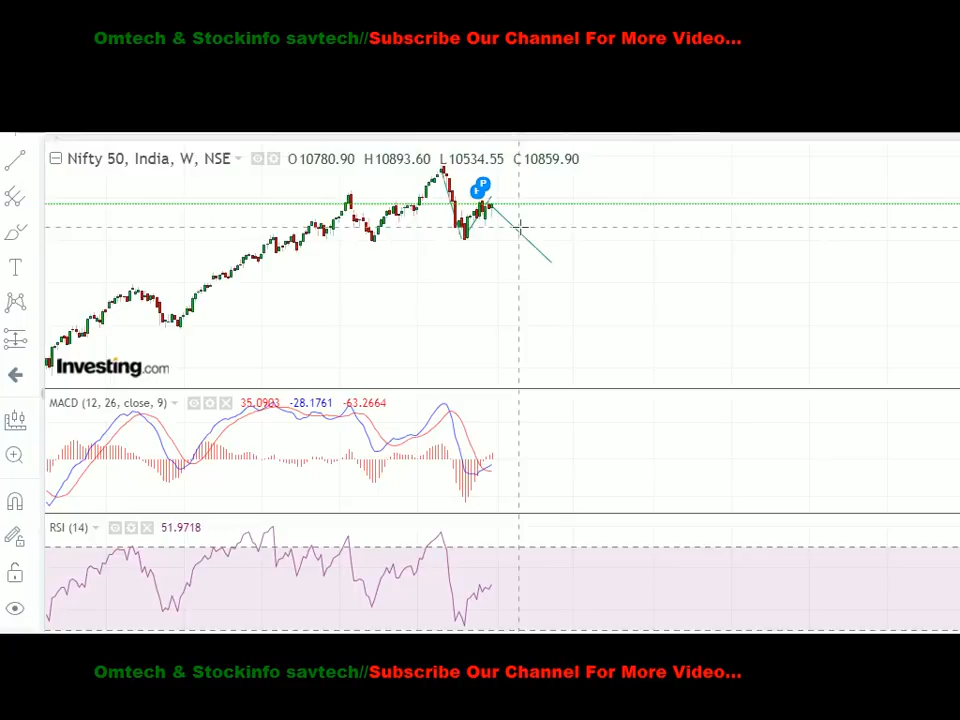 Omtech & Stockinfo savtech//Subscribe Our Channel For More Video...
Nifty 50, India, W, NSE O10780.90 H10893.60 L10534.55 C10859.90
P
Investing.com
MACD (12, 26, close, 9) 35.0903 -28.1761 -63.2664
RSI (14) 51.9718
Omtech & Stockinfo savtech//Subscribe Our Channel For More Video...